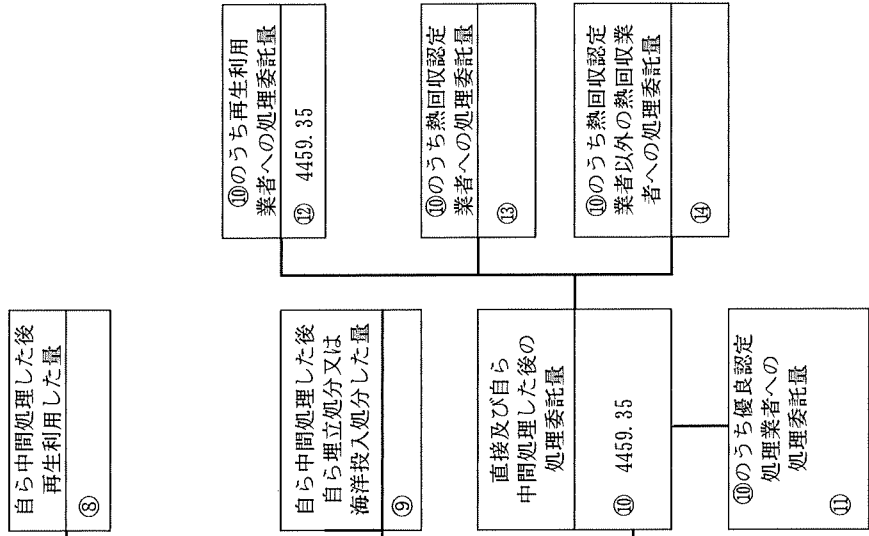 自ら中間処理した後
再生利用した量
⑧
自ら中間処理した後
自ら埋立処分又は
海洋投入処分した量
⑨
直接及び自ら
中間処理した後の
処理委託量
⑩ 4459.35
⑩のうち優良認定
処理業者への
処理委託量
⑪
⑩のうち再生利用
業者への処理委託量
⑫ 4459.35
⑩のうち熱回収認定
業者への処理委託量
⑬
⑩のうち熱回収認定
業者以外の熱回収業
者への処理委託量
⑭